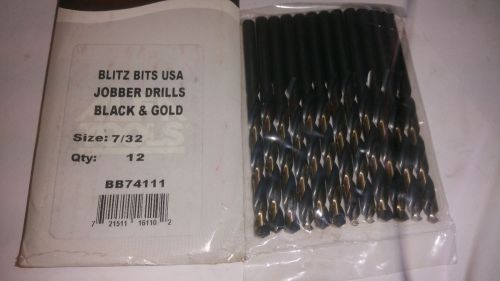 BLITZ BITS USA
JOBBER DRILLS
BLACK & GOLD
Size: 7/32
Qty: 12
BB74111
7 21511 16110 2